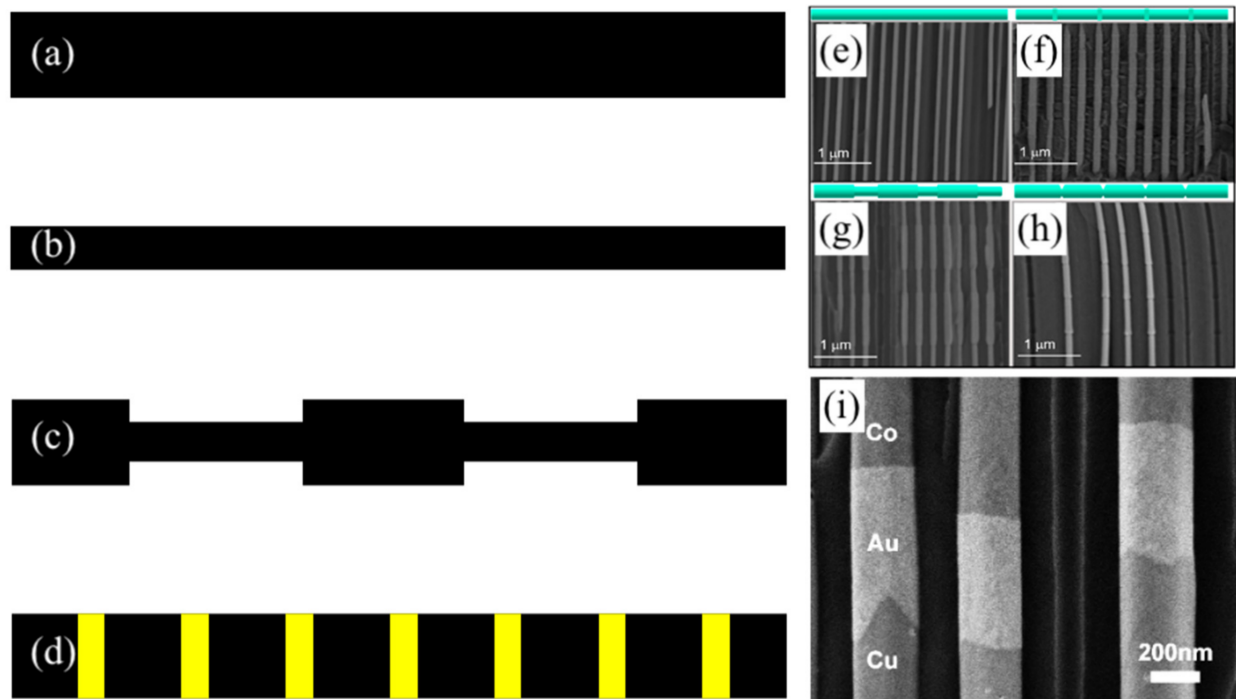 (a)
(b)
(c)
(d)
(e)
(f)
1 μm
1 μm
(g)
(h)
1 μm
1 μm
(i)
Co
Au
Cu
200nm